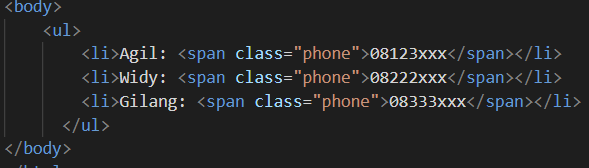 <body>
<ul>
<li>Agil: <span class="phone">08123xxx</span></li>
<li>Widy: <span class="phone">08222xxx</span></li>
<li>Gilang: <span class="phone">08333xxx</span></li>
</ul>
</body>